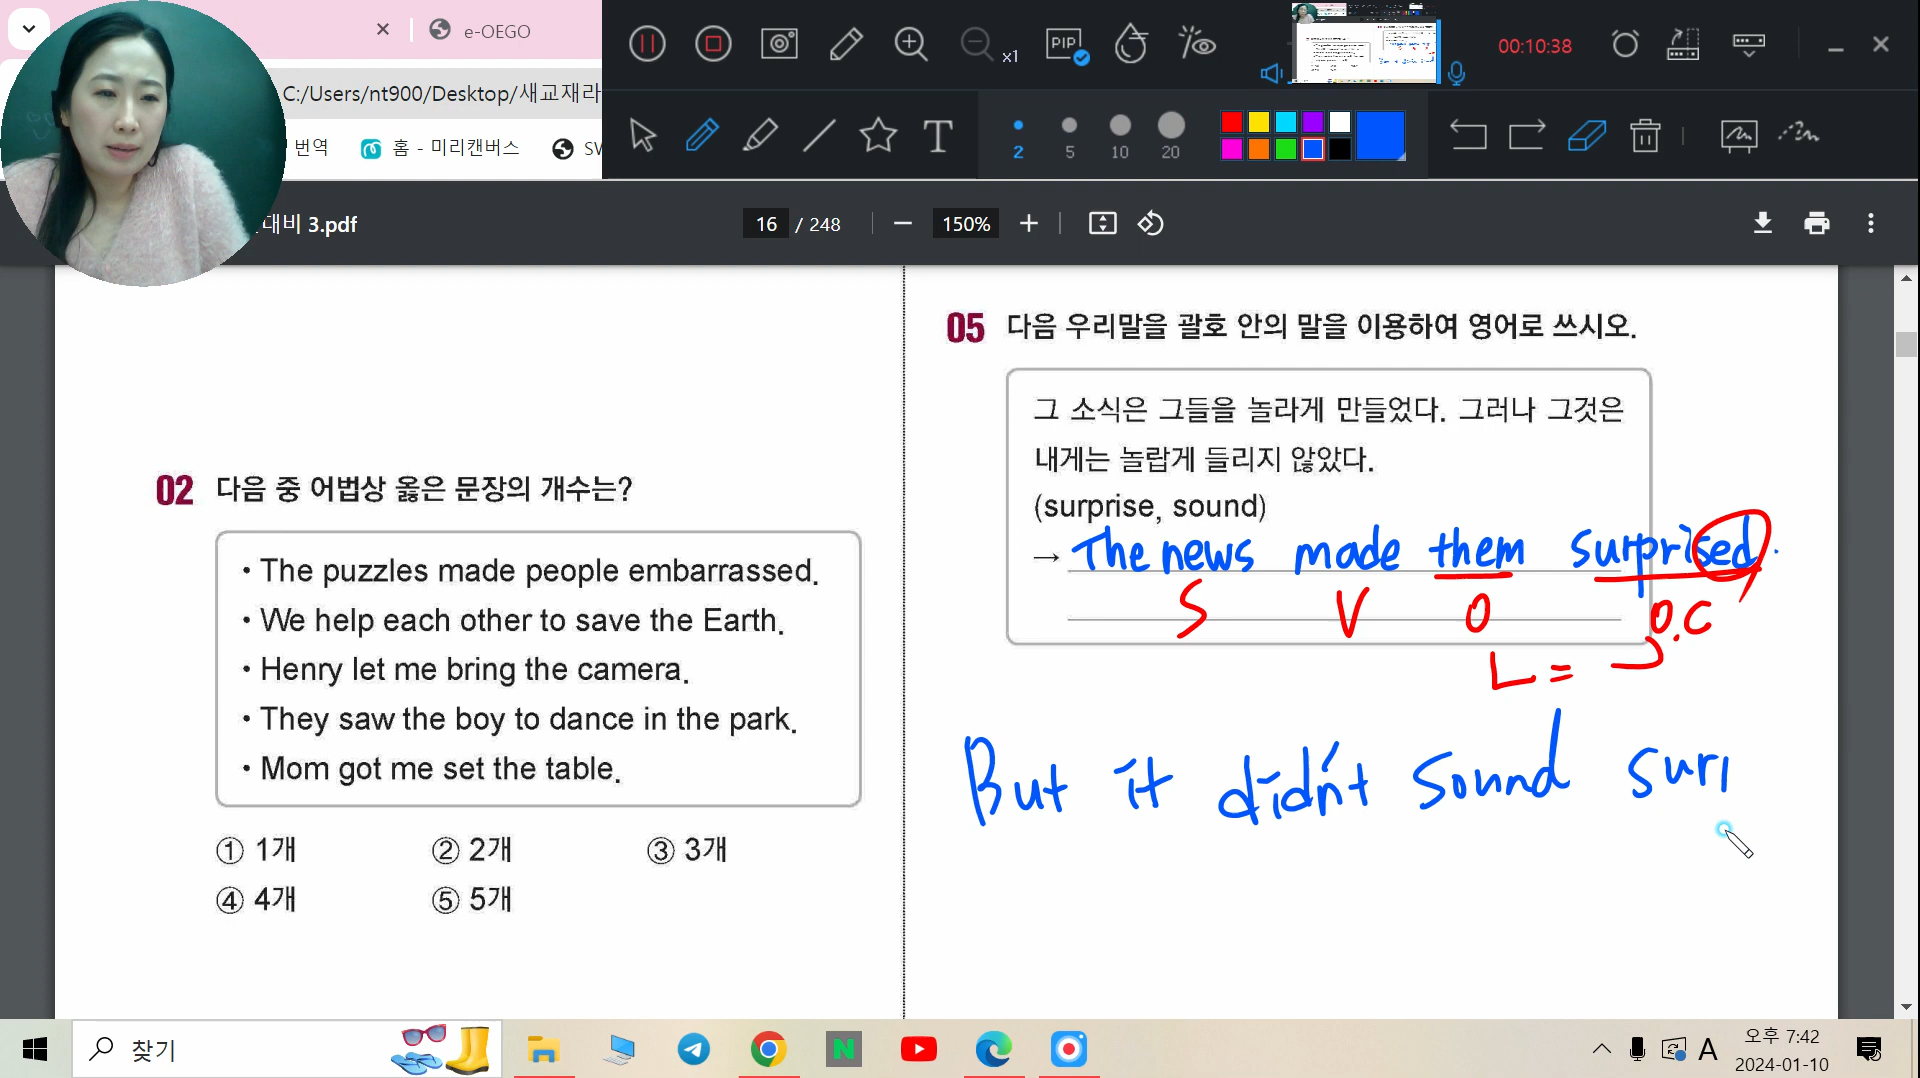 e-OEGO
x1
PIP
00:10:38
C:/Users/nt900/Desktop/새교재라
번역
홈 - 미리캔버스
SW
T
2
5
10
20
대비 3.pdf
16 / 248
150%
02 다음 중 어법상 옳은 문장의 개수는?
• The puzzles made people embarrassed.
• We help each other to save the Earth.
• Henry let me bring the camera.
• They saw the boy to dance in the park.
• Mom got me set the table.
① 1개 ② 2개 ③ 3개
④ 4개 ⑤ 5개
05 다음 우리말을 괄호 안의 말을 이용하여 영어로 쓰시오.
그 소식은 그들을 놀라게 만들었다. 그러나 그것은
내게는 놀랍게 들리지 않았다.
(surprise, sound)
→ The news made them surprised.
S V O O.C
L =
But it didn't sound suri
찾기
N
A
오후 7:42
2024-01-10